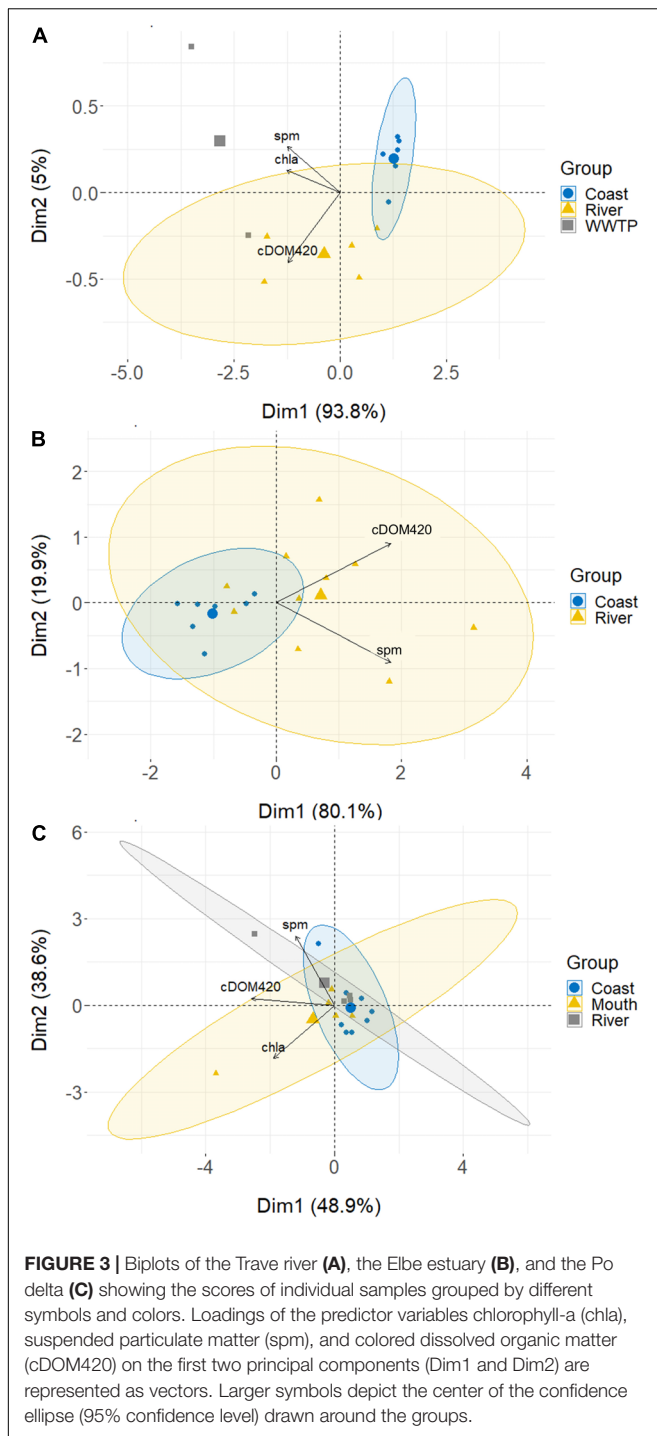 A
0.5
0.0
-0.5
Dim2 (5%)
spm
chla
cDOM420
-5.0 -2.5 0.0 2.5
Dim1 (93.8%)
Group
Coast
River
WWTP
B
2
1
0
-1
-2
Dim2 (19.9%)
cDOM420
spm
-2 0 2 4
Dim1 (80.1%)
Group
Coast
River
C
6
3
0
-3
Dim2 (38.6%)
spm
cDOM420
chla
-4 0 4
Dim1 (48.9%)
Group
Coast
Mouth
River
FIGURE 3 | Biplots of the Trave river (A), the Elbe estuary (B), and the Po
delta (C) showing the scores of individual samples grouped by different
symbols and colors. Loadings of the predictor variables chlorophyll-a (chla),
suspended particulate matter (spm), and colored dissolved organic matter
(cDOM420) on the first two principal components (Dim1 and Dim2) are
represented as vectors. Larger symbols depict the center of the confidence
ellipse (95% confidence level) drawn around the groups.